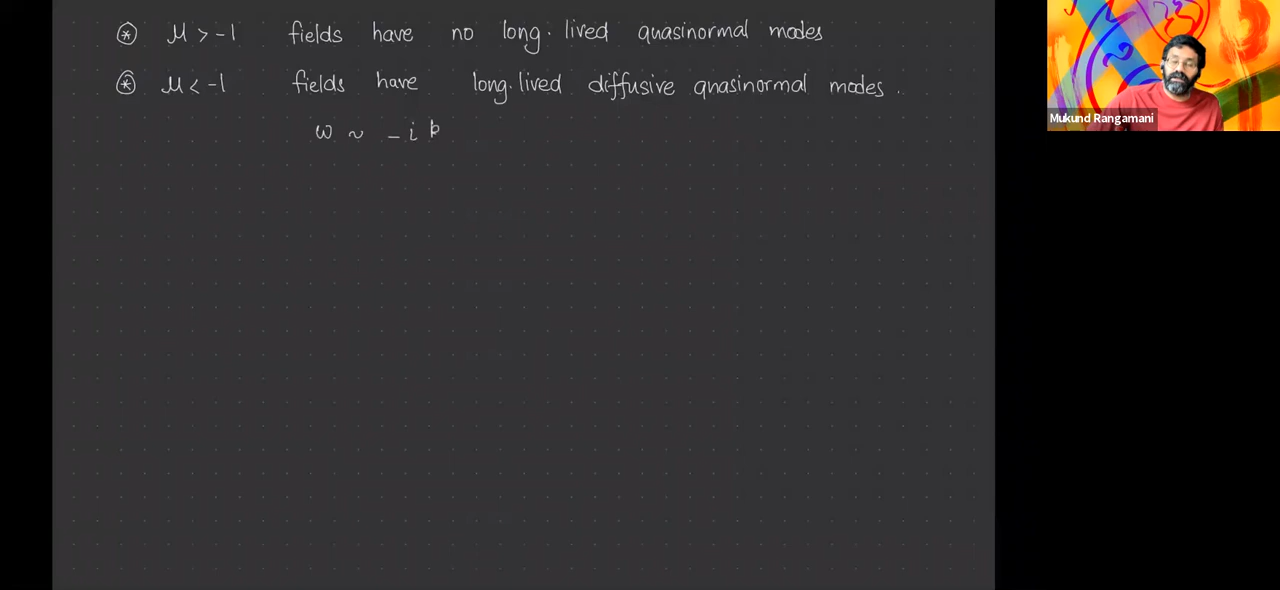 ⊛ μ > -1 fields have no long-lived quasinormal modes
⊛ μ < -1 fields have long-lived diffusive quasinormal modes.
ω ~ -i k
Mukund Rangamani